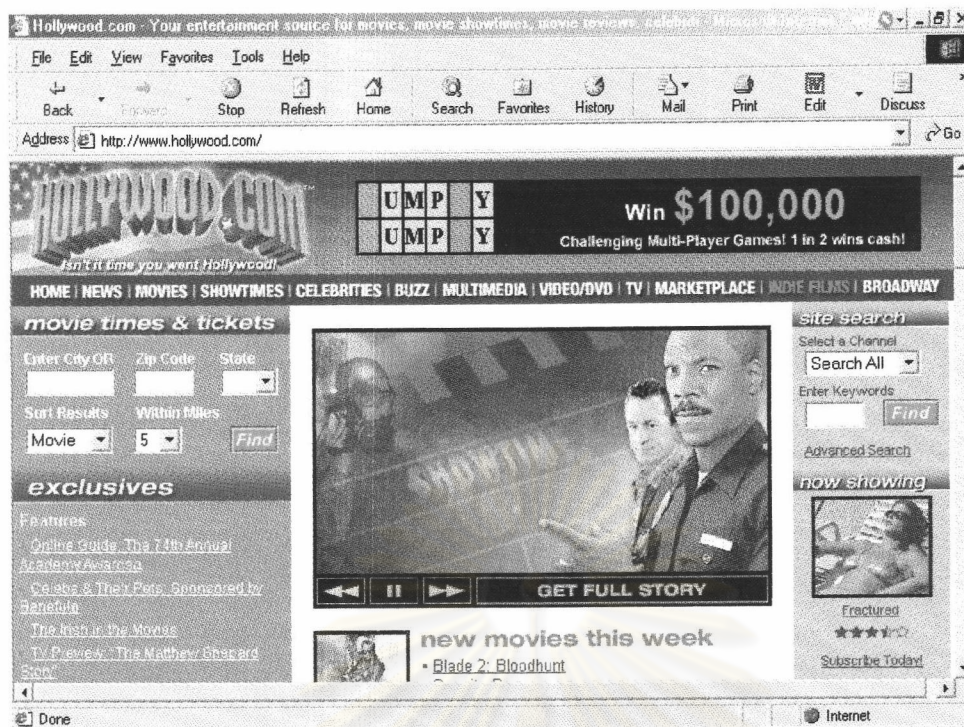 Hollywood.com - Your entertainment source for movies, movie showtimes, movie reviews, celebrit
File Edit View Favorites Tools Help
Back Forward Stop Refresh Home Search Favorites History Mail Print Edit Discuss
Address http://www.hollywood.com/ Go
HOLLYWOOD.COM
Isn't it time you went Hollywood!
UMP Y
UMP Y
Win $100,000
Challenging Multi-Player Games! 1 in 2 wins cash!
HOME | NEWS | MOVIES | SHOWTIMES | CELEBRITIES | BUZZ | MULTIMEDIA | VIDEO/DVD | TV | MARKETPLACE | INDIE FILMS | BROADWAY
movie times & tickets
Enter City OR Zip Code State
Sort Results Within Miles
Movie 5 Find
exclusives
Features
Online Guide: The 74th Annual
Academy Awards
Celebs & Their Pets, Sponsored by
Beneful
The Irish in the Movies
TV Preview: "The Matthew Shepard
Story"
SHOWTIME
GET FULL STORY
new movies this week
Blade 2: Bloodhunt
site search
Select a Channel
Search All
Enter Keywords
Find
Advanced Search
now showing
Fractured
Subscribe Today!
Done Internet